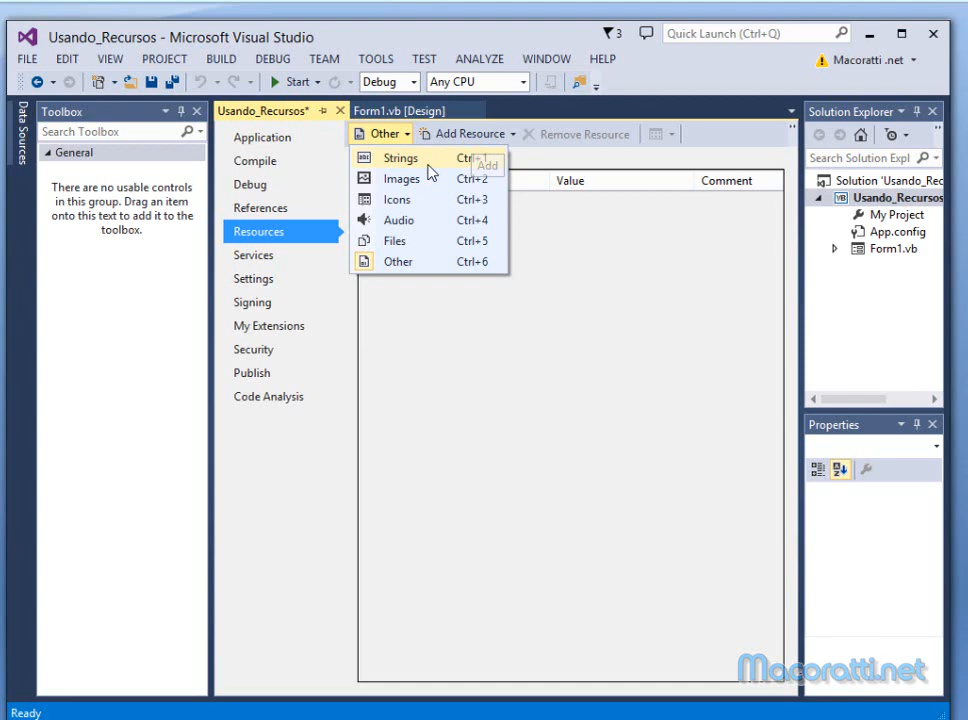 Usando_Recursos - Microsoft Visual Studio
3
Quick Launch (Ctrl+Q)
FILE EDIT VIEW PROJECT BUILD DEBUG TEAM TOOLS TEST ANALYZE WINDOW HELP
Macoratti .net
Start
Debug
Any CPU
Data Sources
Toolbox
Search Toolbox
General
There are no usable controls
in this group. Drag an item
onto this text to add it to the
toolbox.
Usando_Recursos*
Form1.vb [Design]
Application
Compile
Debug
References
Resources
Services
Settings
Signing
My Extensions
Security
Publish
Code Analysis
Other
Add Resource
Remove Resource
Strings Ctrl+1
Add
Images Ctrl+2
Icons Ctrl+3
Audio Ctrl+4
Files Ctrl+5
Other Ctrl+6
Value
Comment
Solution Explorer
Search Solution Expl
Solution 'Usando_Rec
VB Usando_Recursos
My Project
App.config
Form1.vb
Properties
Macoratti.net
Ready